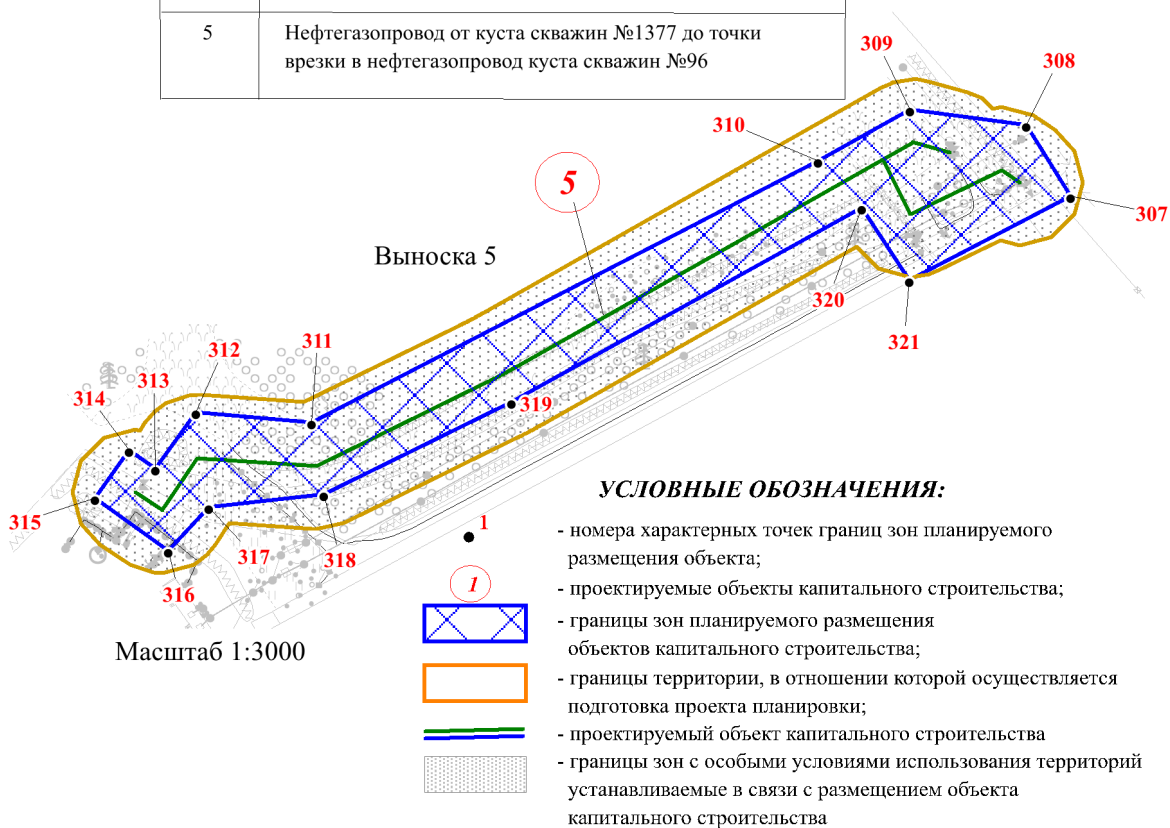 5
Нефтегазопровод от куста скважин №1377 до точки
врезки в нефтегазопровод куста скважин №96
309
308
310
5
307
Выноска 5
320
321
312
311
313
314
319
315
317
318
316
Масштаб 1:3000
УСЛОВНЫЕ ОБОЗНАЧЕНИЯ:
1
- номера характерных точек границ зон планируемого
размещения объекта;
1
- проектируемые объекты капитального строительства;
- границы зон планируемого размещения
объектов капитального строительства;
- границы территории, в отношении которой осуществляется
подготовка проекта планировки;
- проектируемый объект капитального строительства
- границы зон с особыми условиями использования территорий
устанавливаемые в связи с размещением объекта
капитального строительства